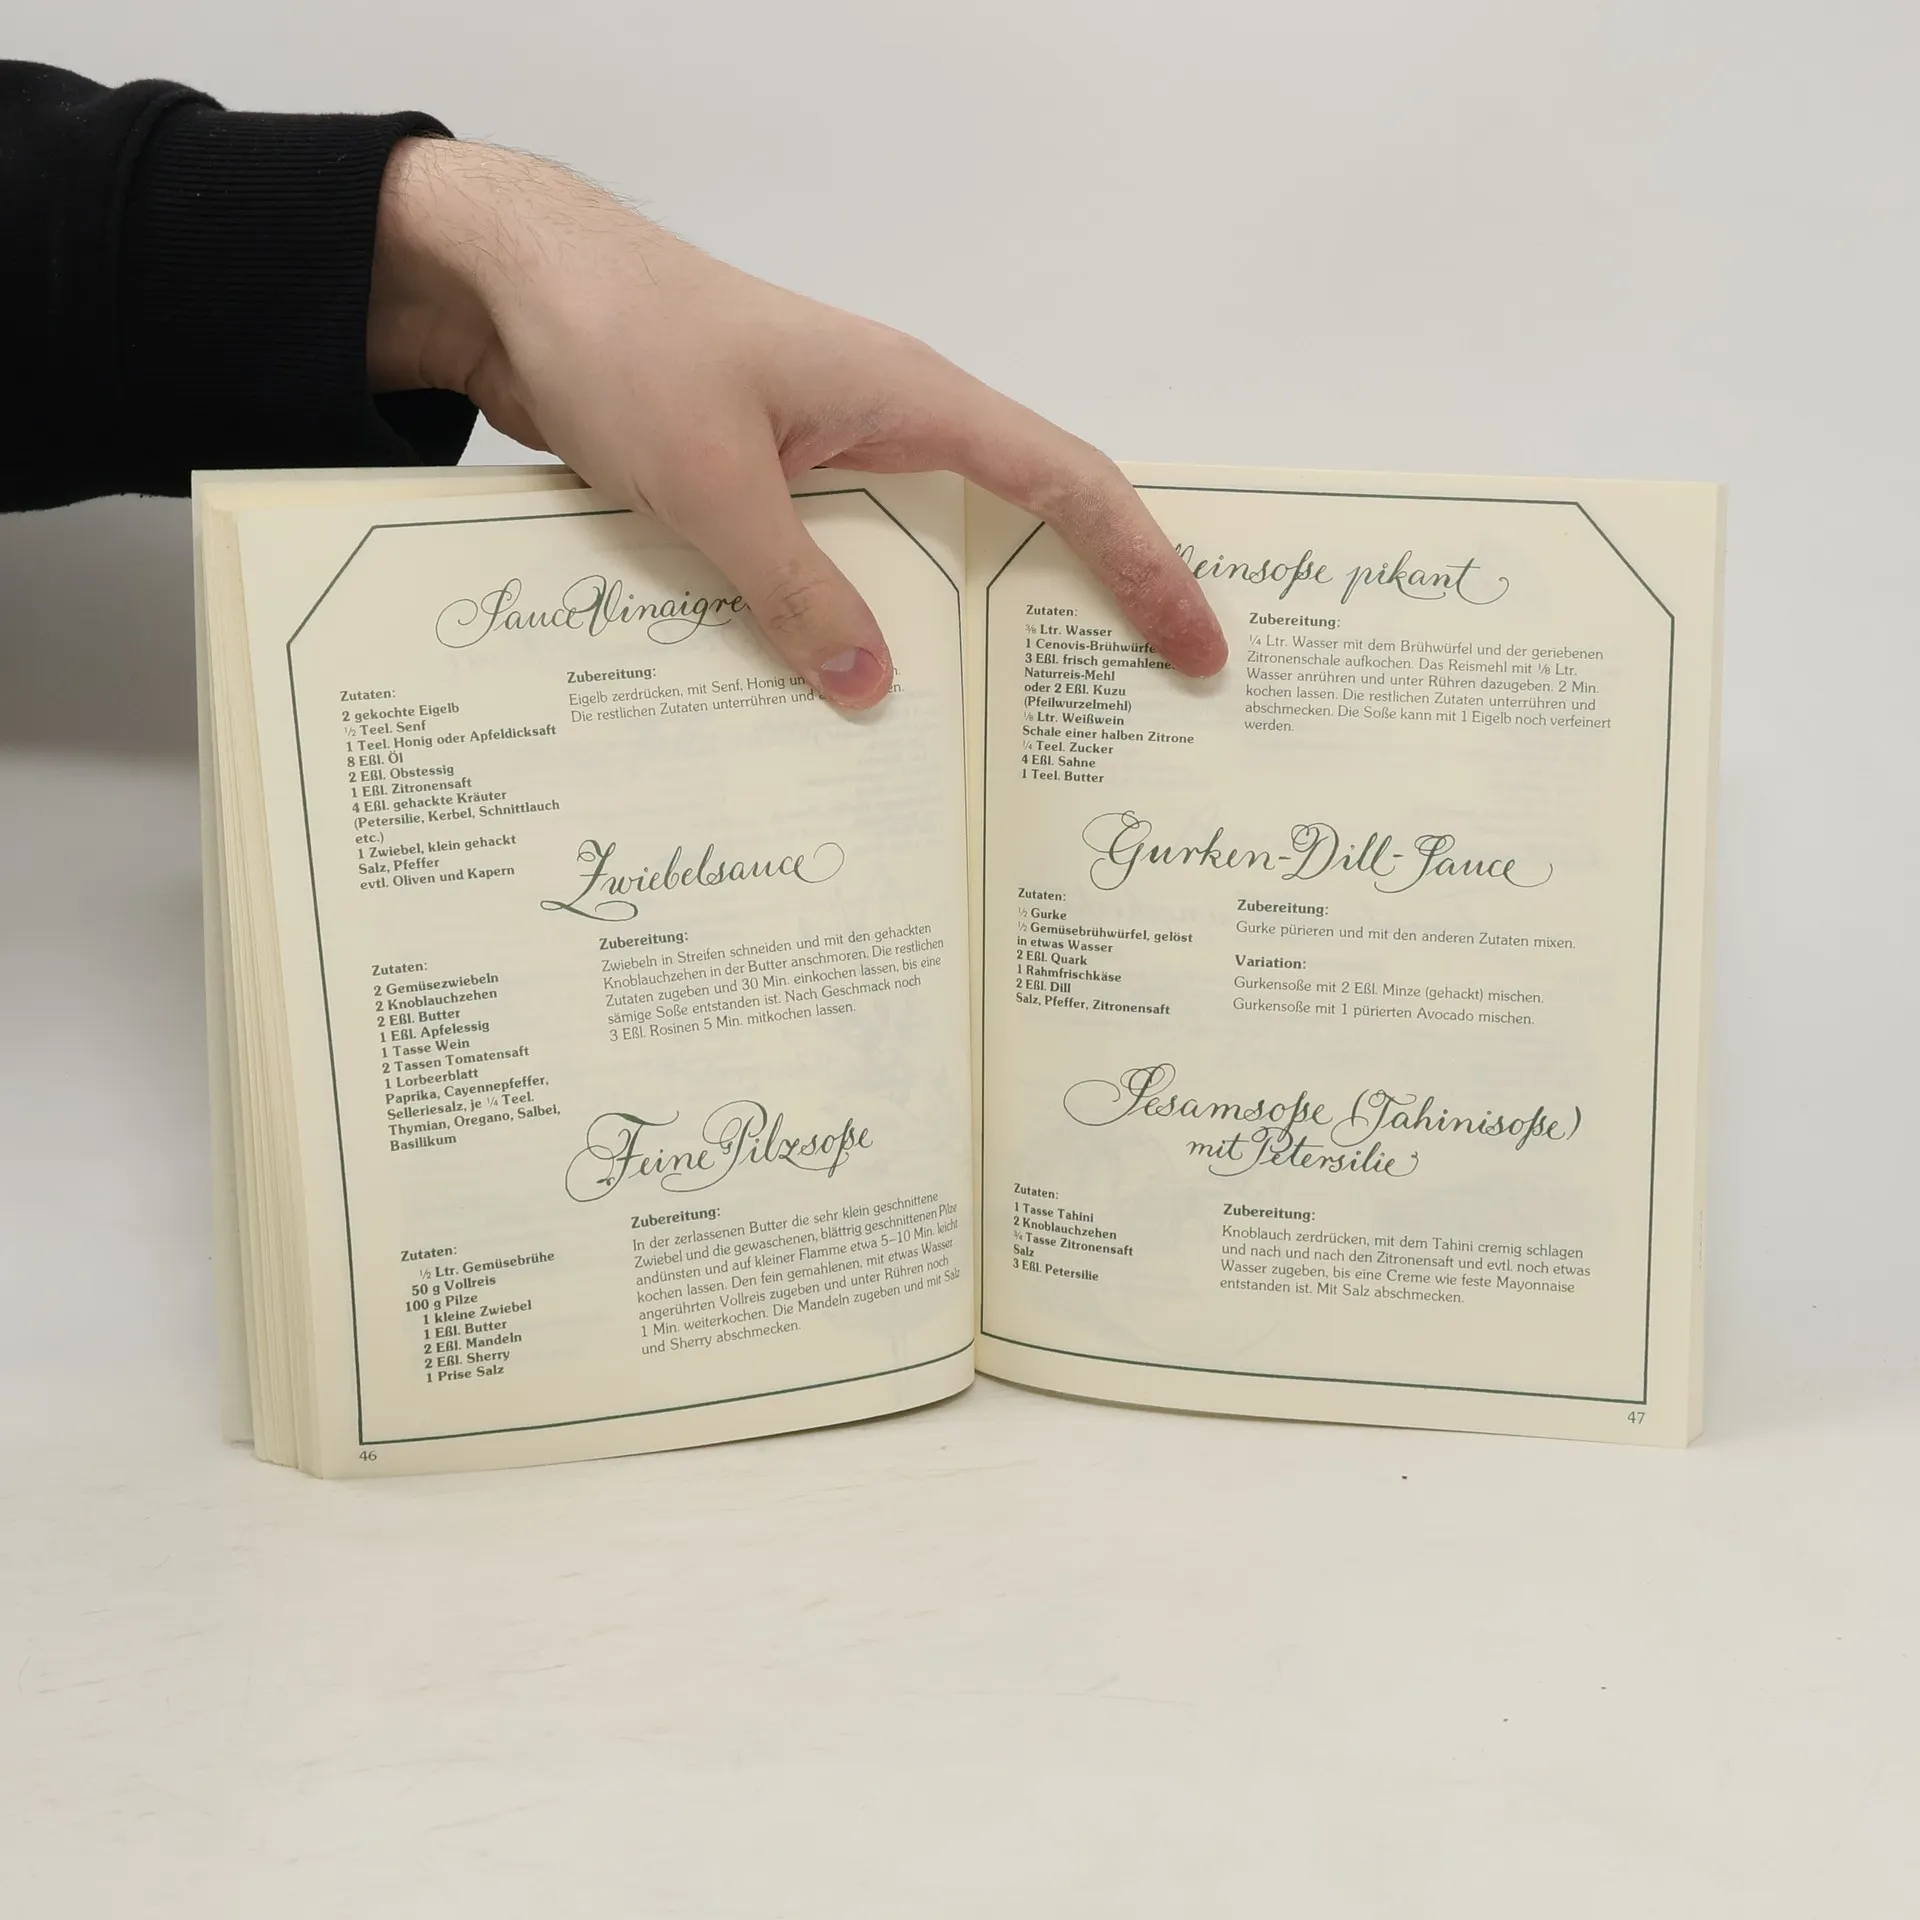 Sauce Vinaigre
Zutaten:
2 gekochte Eigelb
½ Teel. Senf
1 Teel. Honig oder Apfeldicksaft
8 Eßl. Öl
2 Eßl. Obstessig
1 Eßl. Zitronensaft
4 Eßl. gehackte Kräuter
(Petersilie, Kerbel, Schnittlauch
etc.)
1 Zwiebel, klein gehackt
Salz, Pfeffer
evtl. Oliven und Kapern
Zubereitung:
Eigelb zerdrücken, mit Senf, Honig
Die restlichen Zutaten unterrühren und
Zwiebelsauce
Zutaten:
2 Gemüsezwiebeln
2 Knoblauchzehen
2 Eßl. Butter
1 Eßl. Apfelessig
1 Tasse Wein
2 Tassen Tomatensaft
1 Lorbeerblatt
Paprika, Cayennepfeffer,
Selleriesalz, je ¼ Teel.
Thymian, Oregano, Salbei,
Basilikum
Zubereitung:
Zwiebeln in Streifen schneiden und mit den gehackten
Knoblauchzehen in der Butter anschmoren. Die restlichen
Zutaten zugeben und 30 Min. einkochen lassen, bis eine
sämige Soße entstanden ist. Nach Geschmack noch
3 Eßl. Rosinen 5 Min. mitkochen lassen.
Feine Pilzsoße
Zutaten:
½ Ltr. Gemüsebrühe
50 g Vollreis
100 g Pilze
1 kleine Zwiebel
1 Eßl. Butter
2 Eßl. Mandeln
2 Eßl. Sherry
1 Prise Salz
Zubereitung:
In der zerlassenen Butter die sehr klein geschnittene
Zwiebel und die gewaschenen, blättrig geschnittenen Pilze
andünsten und auf kleiner Flamme etwa 5–10 Min. leicht
kochen lassen. Den fein gemahlenen, mit etwas Wasser
angerührten Vollreis zugeben und unter Rühren noch
1 Min. weiterkochen. Die Mandeln zugeben und mit Salz
und Sherry abschmecken.
46
einsoße pikant
Zutaten:
⅜ Ltr. Wasser
1 Cenovis-Brühwürfe
3 Eßl. frisch gemahlene
Naturreis-Mehl
oder 2 Eßl. Kuzu
(Pfeilwurzelmehl)
⅛ Ltr. Weißwein
Schale einer halben Zitrone
¼ Teel. Zucker
4 Eßl. Sahne
1 Teel. Butter
Zubereitung:
¼ Ltr. Wasser mit dem Brühwürfel und der geriebenen
Zitronenschale aufkochen. Das Reismehl mit ⅛ Ltr.
Wasser anrühren und unter Rühren dazugeben. 2 Min.
kochen lassen. Die restlichen Zutaten unterrühren und
abschmecken. Die Soße kann mit 1 Eigelb noch verfeinert
werden.
Gurken-Dill-Sauce
Zutaten:
½ Gurke
½ Gemüsebrühwürfel, gelöst
in etwas Wasser
2 Eßl. Quark
1 Rahmfrischkäse
2 Eßl. Dill
Salz, Pfeffer, Zitronensaft
Zubereitung:
Gurke pürieren und mit den anderen Zutaten mixen.
Variation:
Gurkensoße mit 2 Eßl. Minze (gehackt) mischen.
Gurkensoße mit 1 pürierten Avocado mischen.
Sesamsoße (Tahinisoße)
mit Petersilie
Zutaten:
1 Tasse Tahini
2 Knoblauchzehen
¾ Tasse Zitronensaft
Salz
3 Eßl. Petersilie
Zubereitung:
Knoblauch zerdrücken, mit dem Tahini cremig schlagen
und nach und nach den Zitronensaft und evtl. noch etwas
Wasser zugeben, bis eine Creme wie feste Mayonnaise
entstanden ist. Mit Salz abschmecken.
47